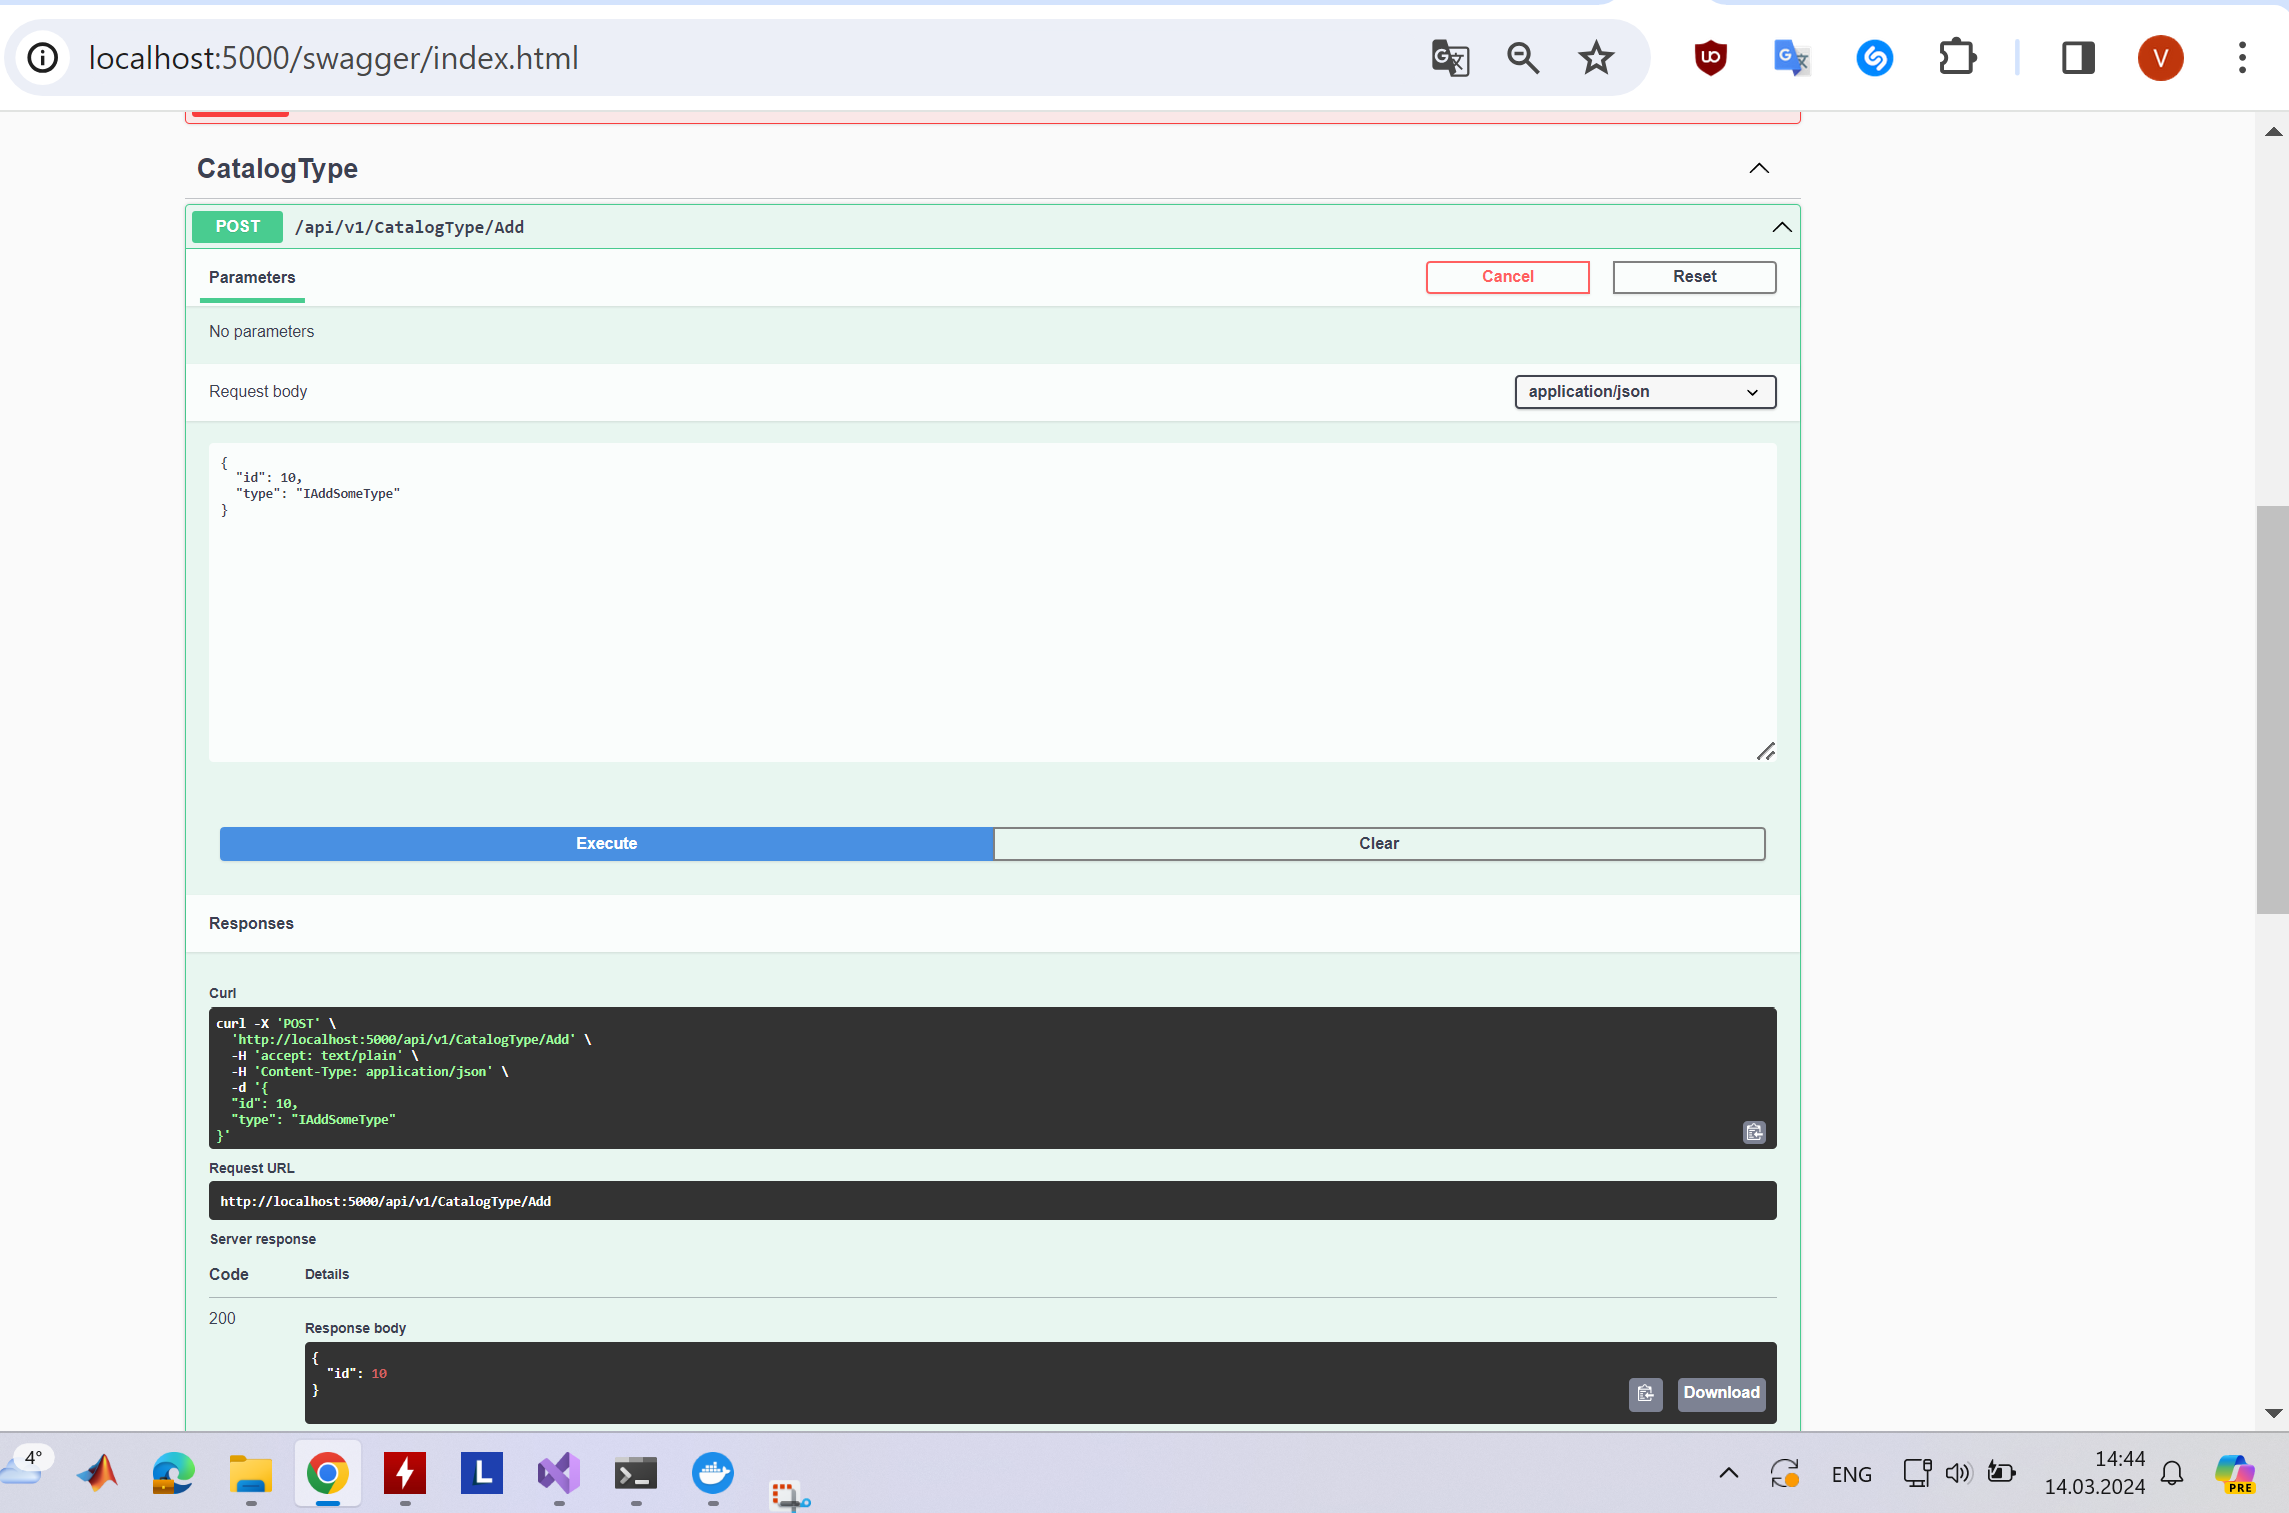 localhost:5000/swagger/index.html
V
CatalogType
POST /api/v1/CatalogType/Add
Parameters
Cancel
Reset
No parameters
Request body
application/json
{
  "id": 10,
  "type": "IAddSomeType"
}
Execute
Clear
Responses
Curl
curl -X 'POST' \
  'http://localhost:5000/api/v1/CatalogType/Add' \
  -H 'accept: text/plain' \
  -H 'Content-Type: application/json' \
  -d '{
  "id": 10,
  "type": "IAddSomeType"
}'
Request URL
http://localhost:5000/api/v1/CatalogType/Add
Server response
Code Details
200
Response body
{
  "id": 10
}
Download
4°
L
ENG
14:44
14.03.2024
PRE